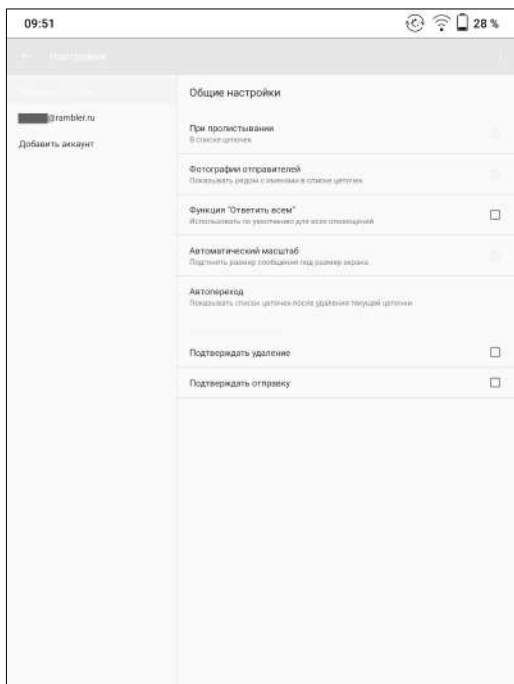 09:51
28 %
Настройки
Общие настройки
@rambler.ru
Добавить аккаунт
При пролистывании
В списке цепочек
Фотографии отправителей
Показывать рядом с именами в списке цепочек
Функция "Ответить всем"
Использовать по умолчанию для всех оповещений
Автоматический масштаб
Подгонять размер сообщений под размер экрана
Автопереход
Показывать список цепочек после удаления текущей цепочки
Подтверждать удаление
Подтверждать отправку